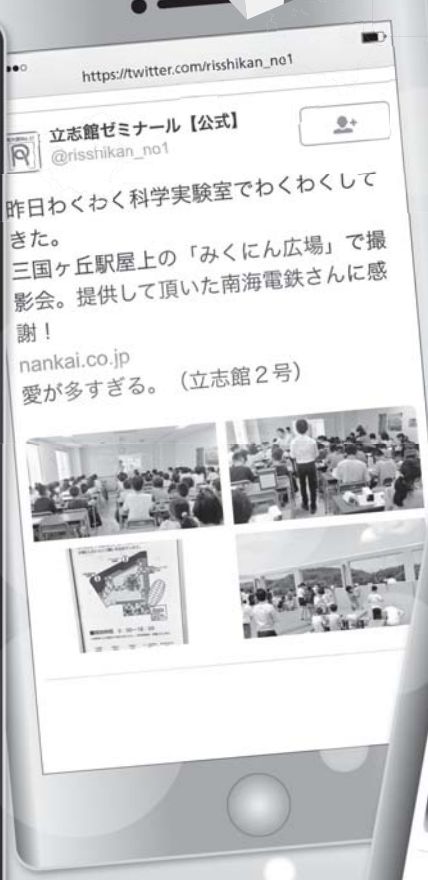 https://twitter.com/risshikan_no1
立志館ゼミナール【公式】
@risshikan_no1
昨日わくわく科学実験室でわくわくして
きた。
三国ヶ丘駅屋上の「みくにん広場」で撮
影会。提供して頂いた南海電鉄さんに感
謝！
nankai.co.jp
愛が多すぎる。（立志館２号）